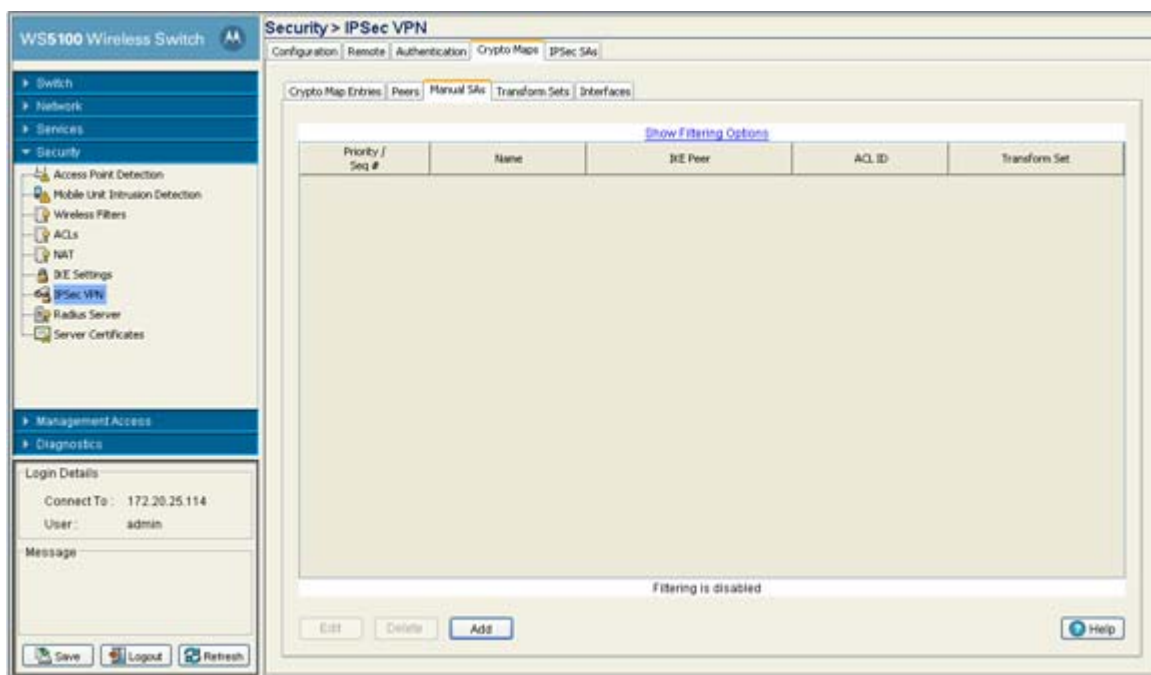 WS5100 Wireless Switch
Security > IPSec VPN
Configuration Remote Authentication Crypto Maps IPSec SAs
Switch
Network
Services
Security
Access Point Detection
Mobile Unit Intrusion Detection
Wireless Filters
ACLs
NAT
IKE Settings
IPSec VPN
Radius Server
Server Certificates
Management Access
Diagnostics
Login Details
Connect To : 172.20.25.114
User : admin
Message
Save Logout Refresh
Crypto Map Entries Peers Manual SAs Transform Sets Interfaces
Show Filtering Options
Priority / Seq # Name IKE Peer ACL ID Transform Set
Filtering is disabled
Edit Delete Add Help